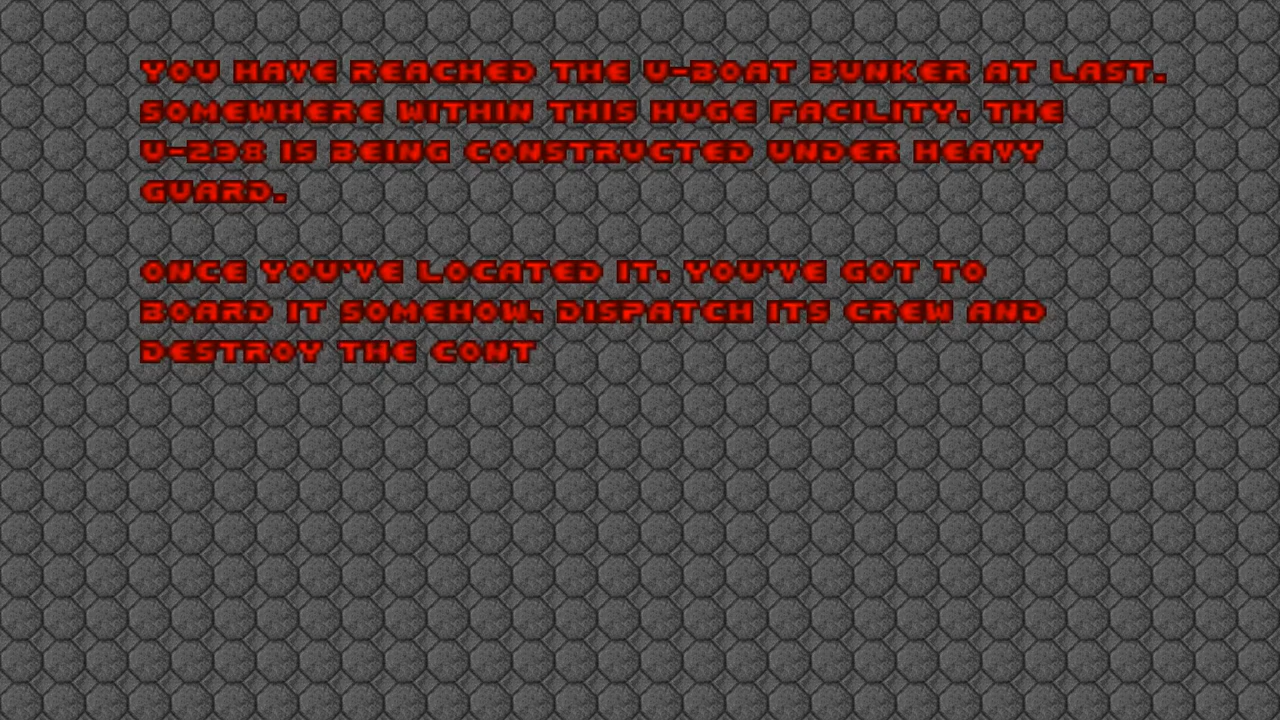 YOU HAVE REACHED THE U-BOAT BUNKER AT LAST.
SOMEWHERE WITHIN THIS HUGE FACILITY, THE
U-238 IS BEING CONSTRUCTED UNDER HEAVY
GUARD.
ONCE YOU'VE LOCATED IT, YOU'VE GOT TO
BOARD IT SOMEHOW, DISPATCH ITS CREW AND
DESTROY THE CONT